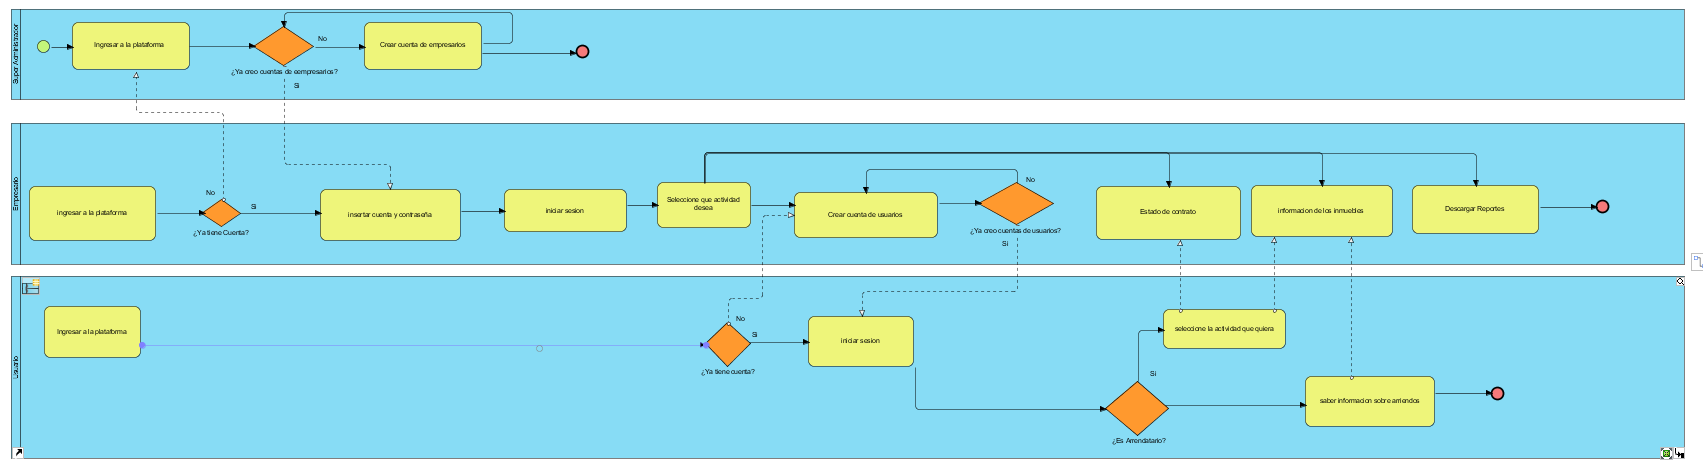 Super Administrador
Ingresar a la plataforma
No
Crear cuenta de empresarios
¿Ya creo cuentas de eempresarios?
Si
Empresario
ingresar a la plataforma
No
Si
¿Ya tiene Cuenta?
insertar cuenta y contraseña
iniciar sesion
Seleccione que actividad
desea
Crear cuenta de usuarios
No
¿Ya creo cuentas de usuarios?
Si
Estado de contrato
informacion de los inmuebles
Descargar Reportes
Usuario
Ingresar a la plataforma
No
Si
¿Ya tiene cuenta?
iniciar sesion
seleccione la actividad que quiera
Si
¿Es Arrendatario?
saber informacion sobre arriendos